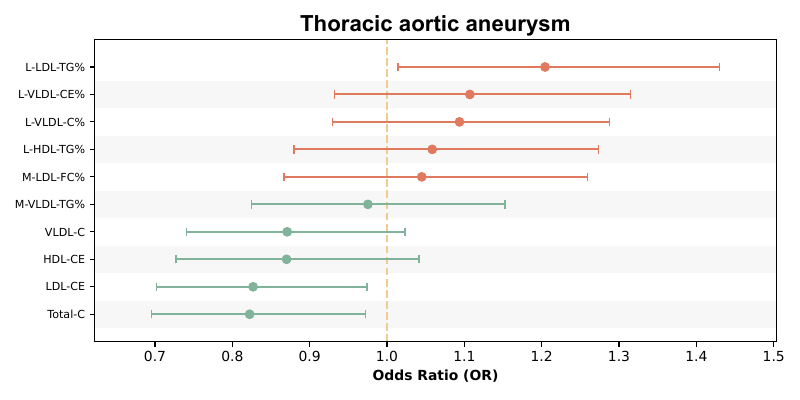 Thoracic aortic aneurysm
L-LDL-TG%
L-VLDL-CE%
L-VLDL-C%
L-HDL-TG%
M-LDL-FC%
M-VLDL-TG%
VLDL-C
HDL-CE
LDL-CE
Total-C
0.7 0.8 0.9 1.0 1.1 1.2 1.3 1.4 1.5
Odds Ratio (OR)